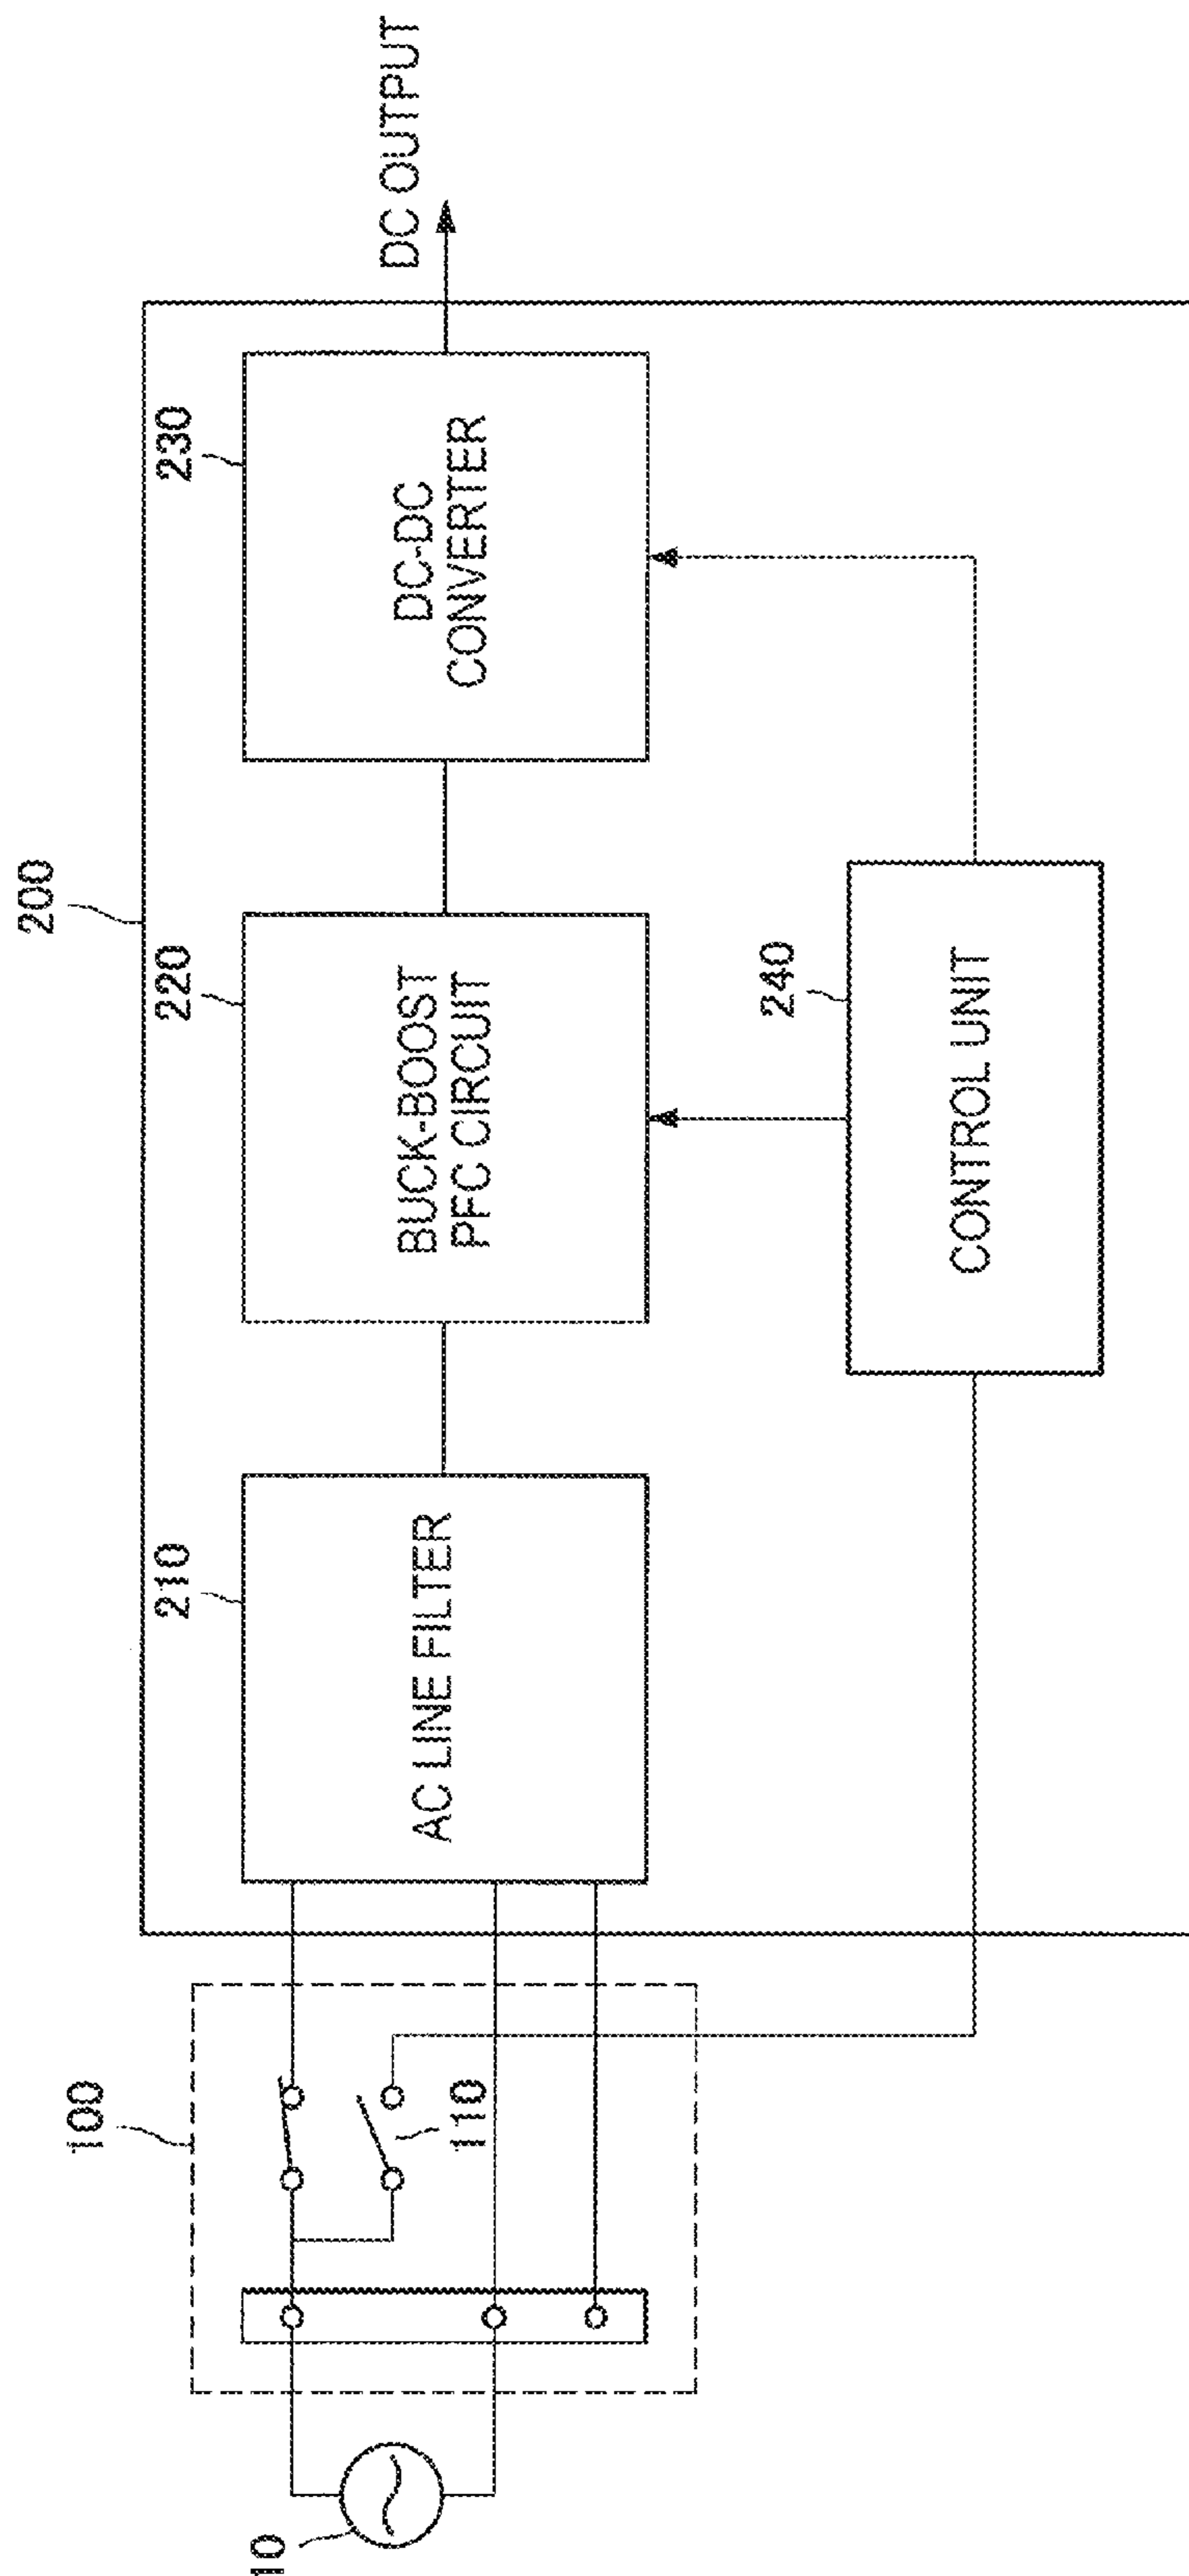 200
DC OUTPUT
230
DC-DC
CONVERTER
220
BUCK-BOOST
PFC CIRCUIT
210
AC LINE FILTER
240
CONTROL UNIT
100
110
10